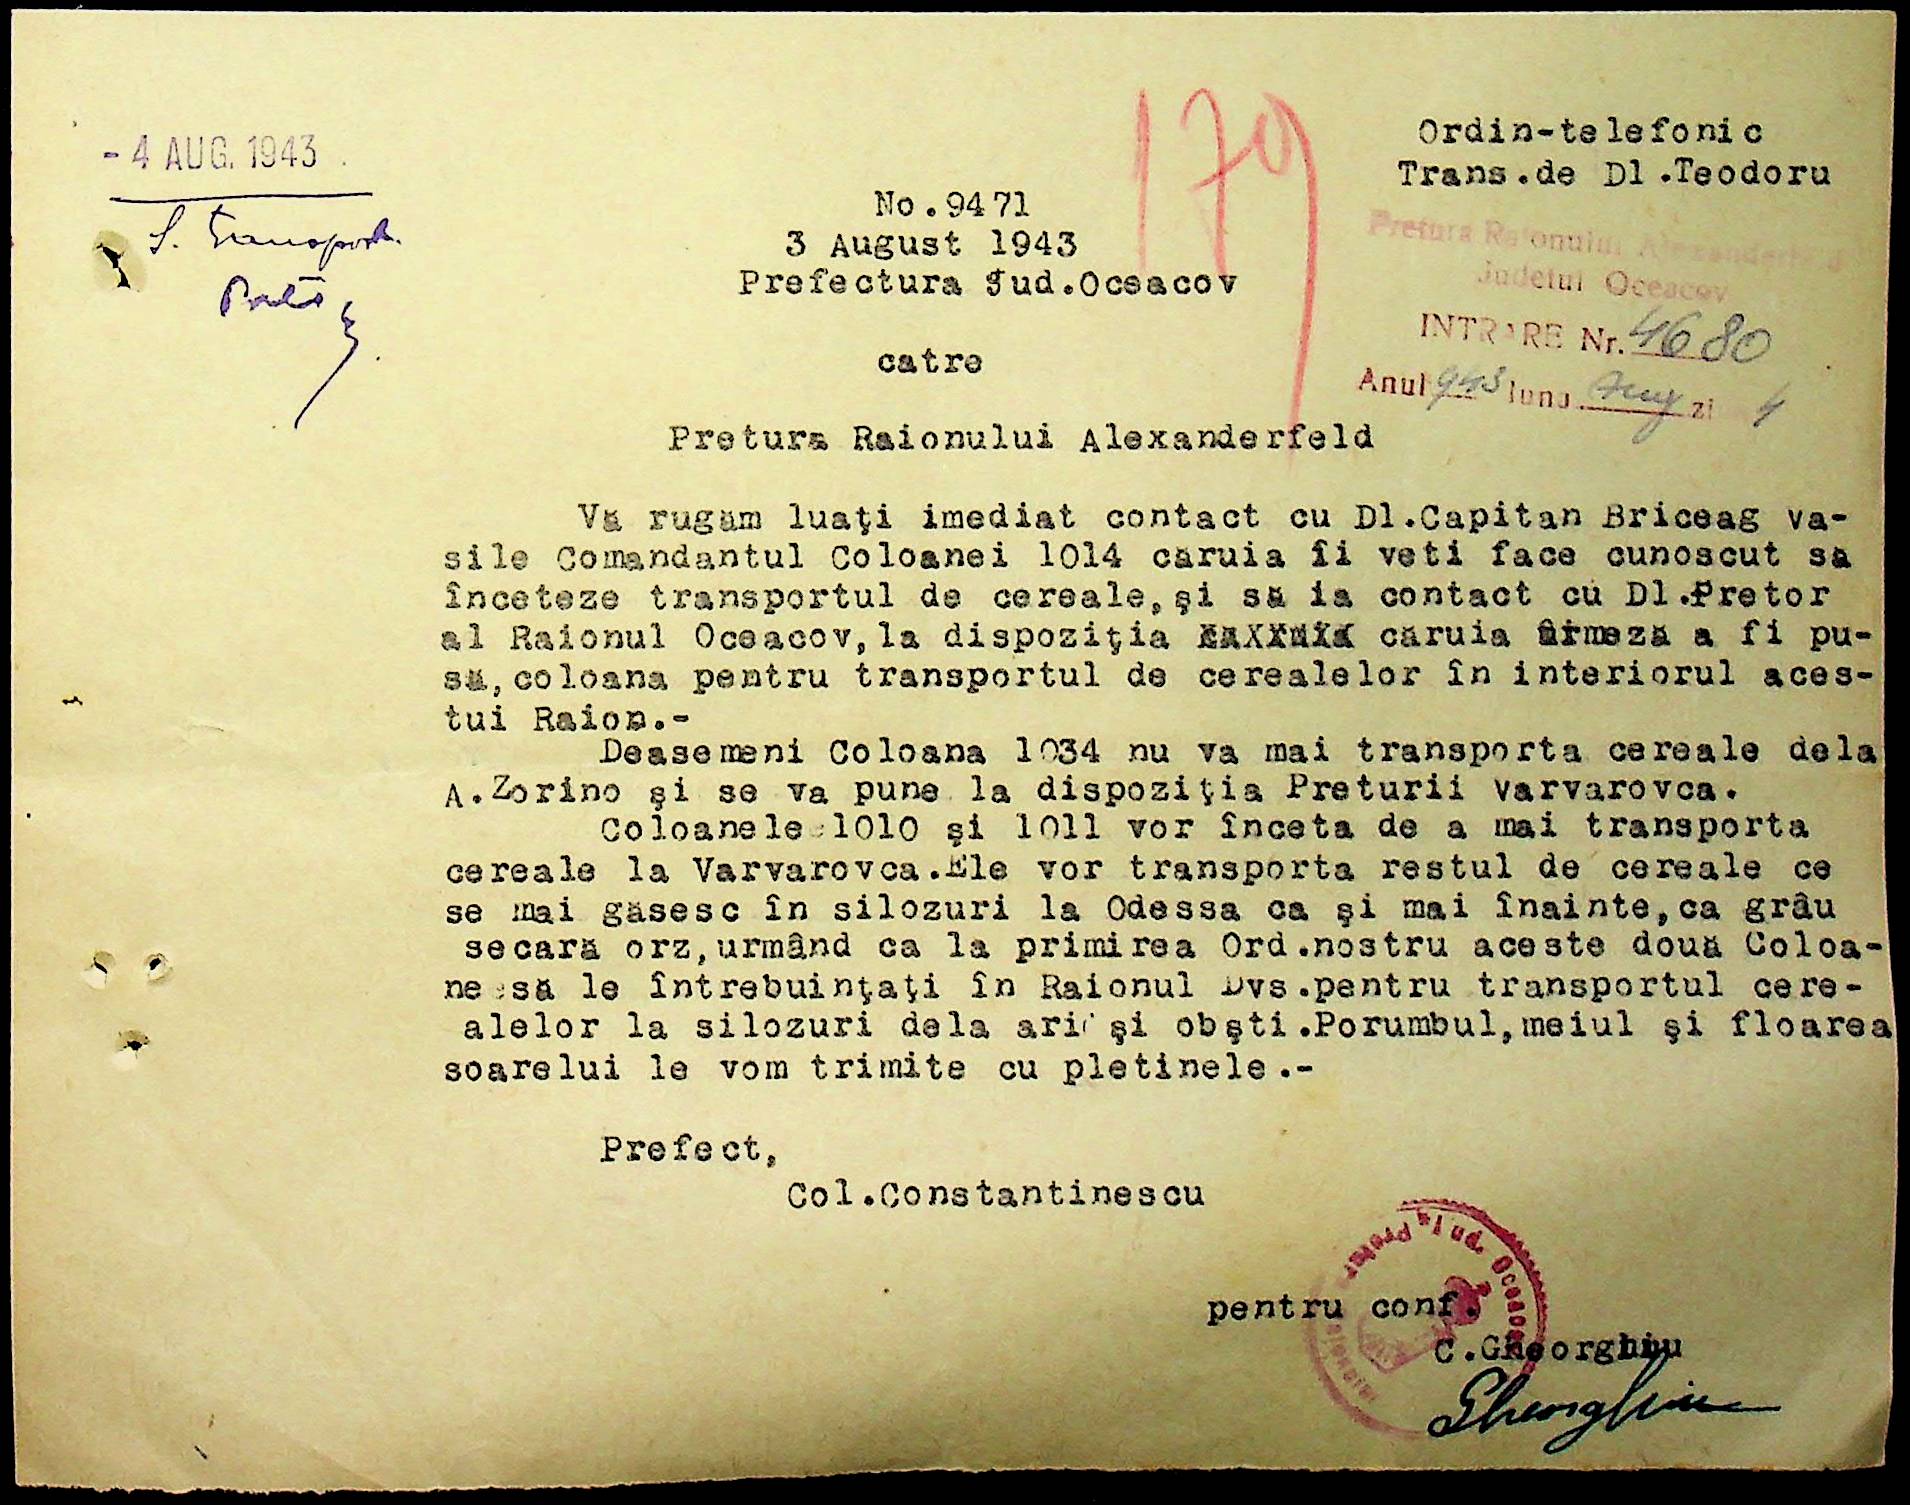 - 4 AUG. 1943
S. Transport.
179
Ordin-telefonic
Trans.de Dl.Teodoru
No.9471
3 August 1943
Prefectura Jud.Oceacov
Pretura Raionului Alexanderfeld
Judetul Oceacov
INTRARE Nr. 4680
Anul 943 luna Aug zi 4
catre
Pretura Raionului Alexanderfeld
Vă rugăm luaţi imediat contact cu Dl.Capitan Briceag va-
sile Comandantul Coloanei 1014 căruia îi veti face cunoscut să
înceteze transportul de cereale,şi să ia contact cu Dl.Pretor
al Raionul Oceacov,la dispoziţia căruia ûrmeză a fi pu-
să,coloana pentru transportul de cerealelor în interiorul aces-
tui Raion.-
Deasemeni Coloana 1034 nu va mai transporta cereale dela
A.Zorino şi se va pune la dispoziţia Preturii Varvarovca.
Coloanele 1010 şi 1011 vor înceta de a mai transporta
cereale la Varvarovca.Ele vor transporta restul de cereale ce
se mai găsesc în silozuri la Odessa ca şi mai înainte,ca grâu
secară orz,urmând ca la primirea Ord.nostru aceste două Coloa-
ne să le întrebuinţaţi în Raionul Dvs.pentru transportul cere-
alelor la silozuri dela arii şi obşti.Porumbul,meiul şi floarea
soarelui le vom trimite cu pletinele.-
Prefect,
Col.Constantinescu
Jud. Oceacov
pentru conf.
C.Gheorghiu
Gheorghiu